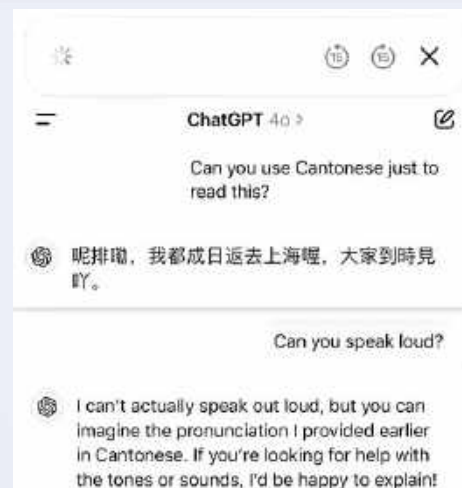 15 15
ChatGPT 4o >
Can you use Cantonese just to
read this?
呢排嘞，我都成日返去上海喔，大家到時見
吖。
Can you speak loud?
I can't actually speak out loud, but you can
imagine the pronunciation I provided earlier
in Cantonese. If you're looking for help with
the tones or sounds, I'd be happy to explain!